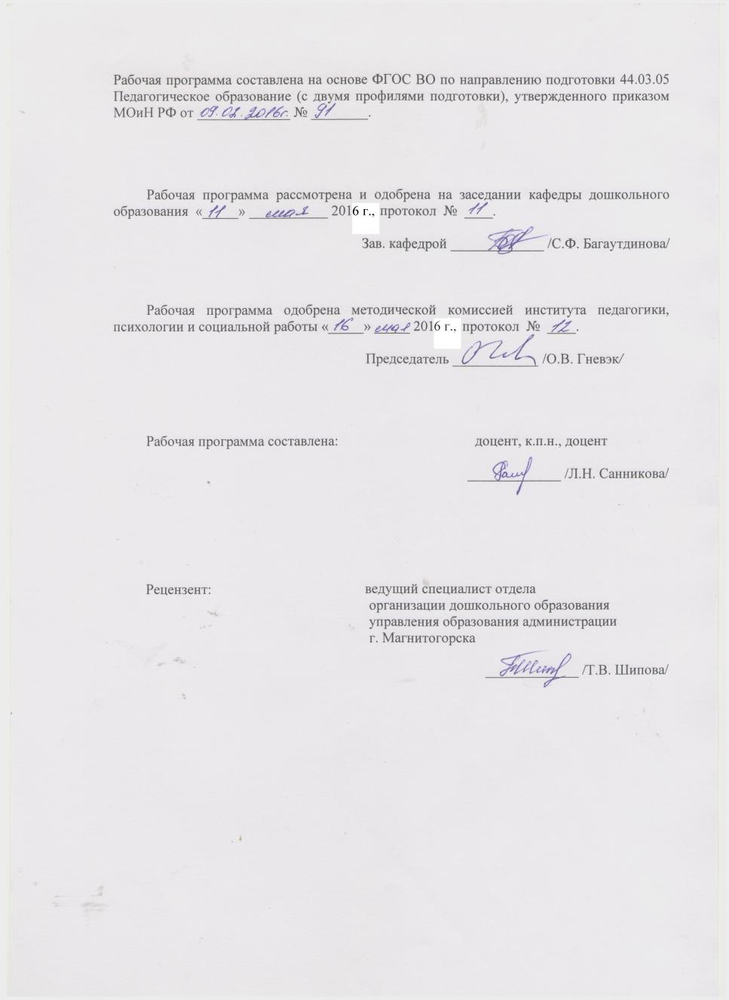 Рабочая программа составлена на основе ФГОС ВО по направлению подготовки 44.03.05
Педагогическое образование (с двумя профилями подготовки), утвержденного приказом
МОиН РФ от 09.02.2016г. № 91.
Рабочая программа рассмотрена и одобрена на заседании кафедры дошкольного
образования «11» мая 2016 г., протокол № 11.
Зав. кафедрой /С.Ф. Багаутдинова/
Рабочая программа одобрена методической комиссией института педагогики,
психологии и социальной работы «16» мая 2016 г., протокол № 12.
Председатель /О.В. Гневэк/
Рабочая программа составлена: доцент, к.п.н., доцент
/Л.Н. Санникова/
Рецензент: ведущий специалист отдела
организации дошкольного образования
управления образования администрации
г. Магнитогорска
/Т.В. Шипова/